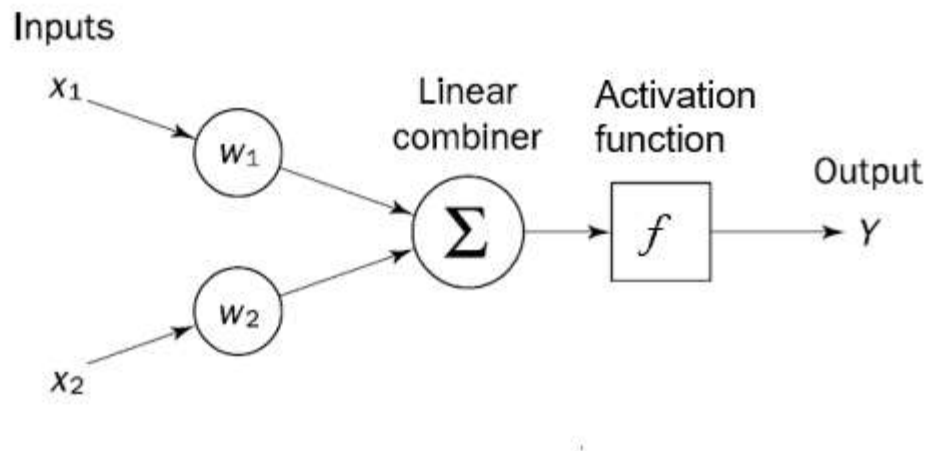 Inputs
x₁
w₁
Linear
combiner
Activation
function
Σ
f
Output
Y
w₂
x₂